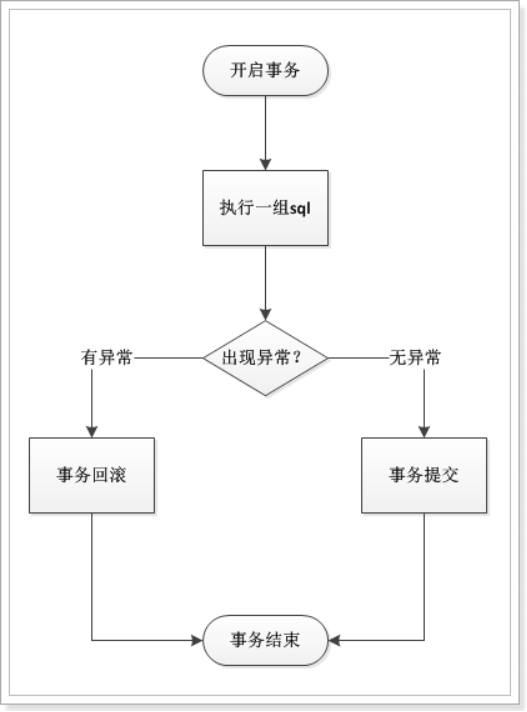 开启事务
执行一组sql
出现异常？
有异常
无异常
事务回滚
事务提交
事务结束